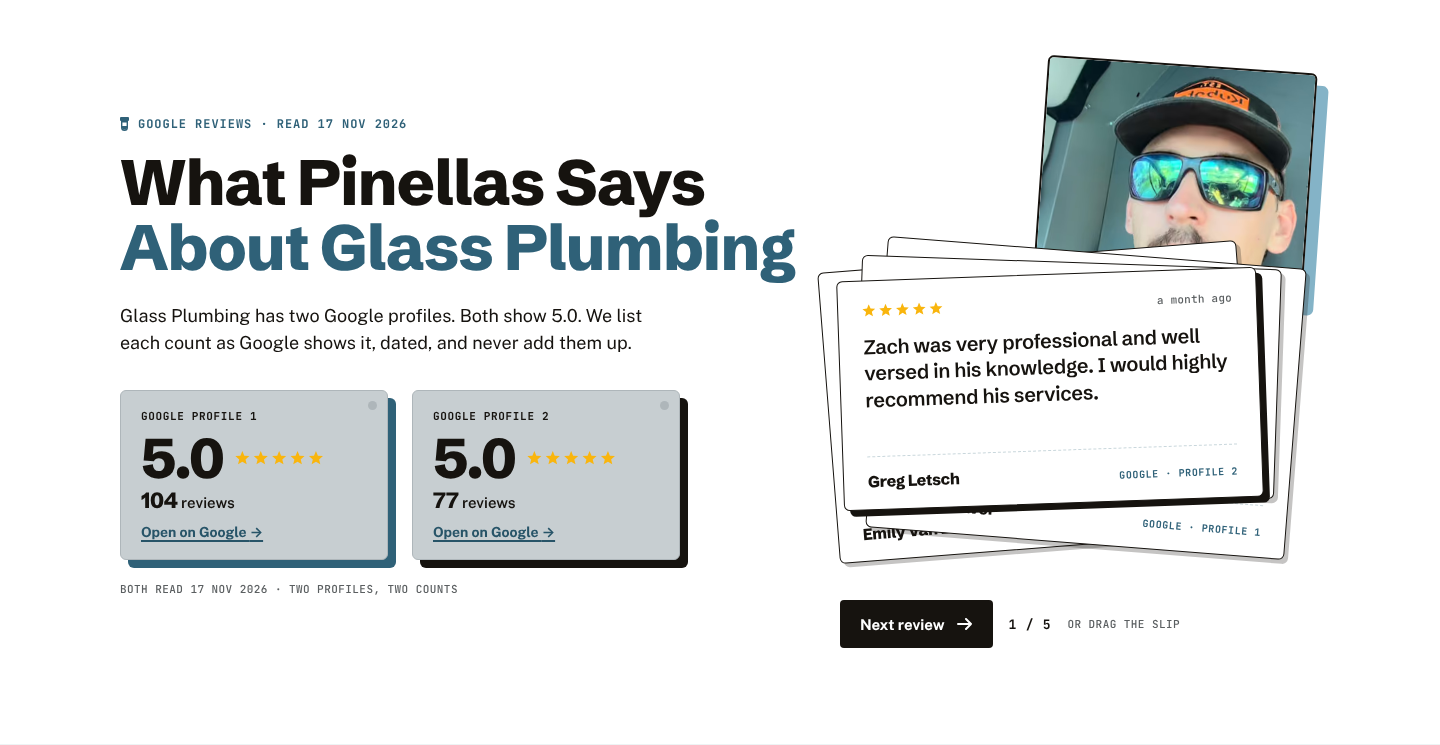 GOOGLE REVIEWS · READ 17 NOV 2026
What Pinellas Says
About Glass Plumbing
Glass Plumbing has two Google profiles. Both show 5.0. We list
each count as Google shows it, dated, and never add them up.
GOOGLE PROFILE 1
5.0
104 reviews
Open on Google →
GOOGLE PROFILE 2
5.0
77 reviews
Open on Google →
BOTH READ 17 NOV 2026 · TWO PROFILES, TWO COUNTS
a month ago
Zach was very professional and well
versed in his knowledge. I would highly
recommend his services.
Greg Letsch
GOOGLE · PROFILE 2
Emily
GOOGLE · PROFILE 1
Next review →
1 / 5
OR DRAG THE SLIP